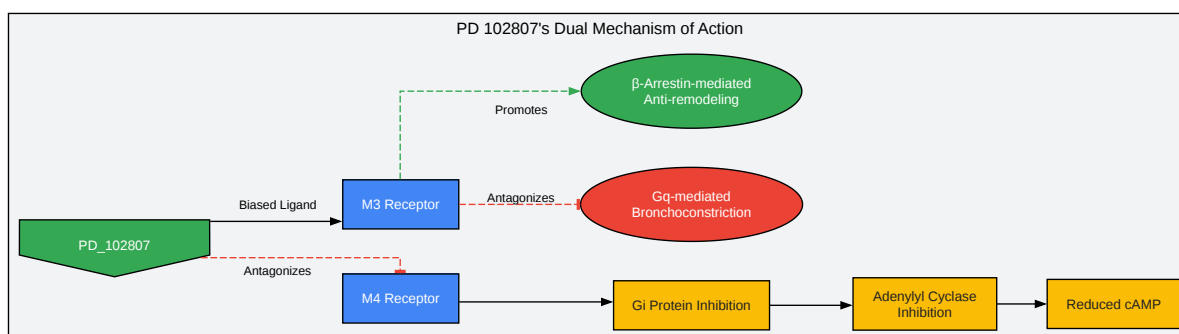 PD 102807's Dual Mechanism of Action
β-Arrestin-mediated
Anti-remodeling
Promotes
M3 Receptor
Antagonizes
Gq-mediated
Bronchoconstriction
Biased Ligand
PD_102807
Antagonizes
M4 Receptor
Gi Protein Inhibition
Adenylyl Cyclase
Inhibition
Reduced cAMP